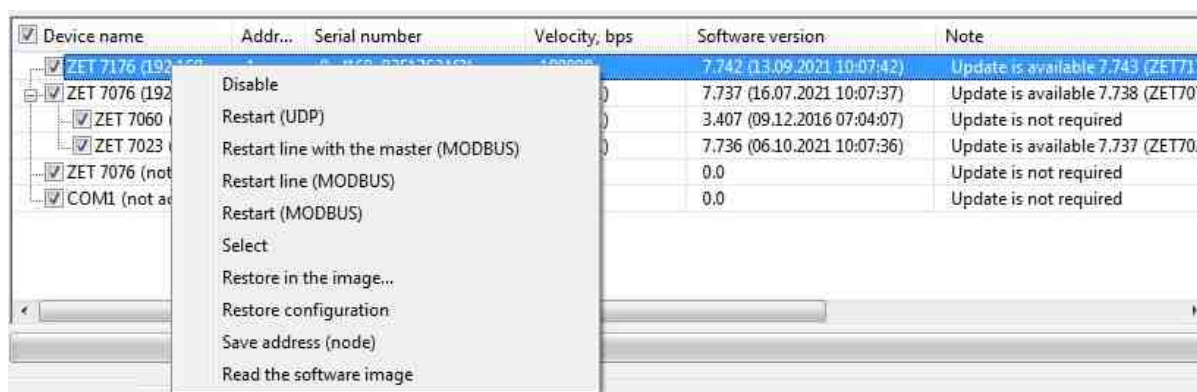 Device name Addr... Serial number Velocity, bps Software version Note
ZET 7176 (192.168. 7.742 (13.09.2021 10:07:42) Update is available 7.743 (ZET71
ZET 7076 (192 7.737 (16.07.2021 10:07:37) Update is available 7.738 (ZET70
ZET 7060 ( 3.407 (09.12.2016 07:04:07) Update is not required
ZET 7023 ( 7.736 (06.10.2021 10:07:36) Update is available 7.737 (ZET70
ZET 7076 (not 0.0 Update is not required
COM1 (not ac 0.0 Update is not required
Disable
Restart (UDP)
Restart line with the master (MODBUS)
Restart line (MODBUS)
Restart (MODBUS)
Select
Restore in the image...
Restore configuration
Save address (node)
Read the software image